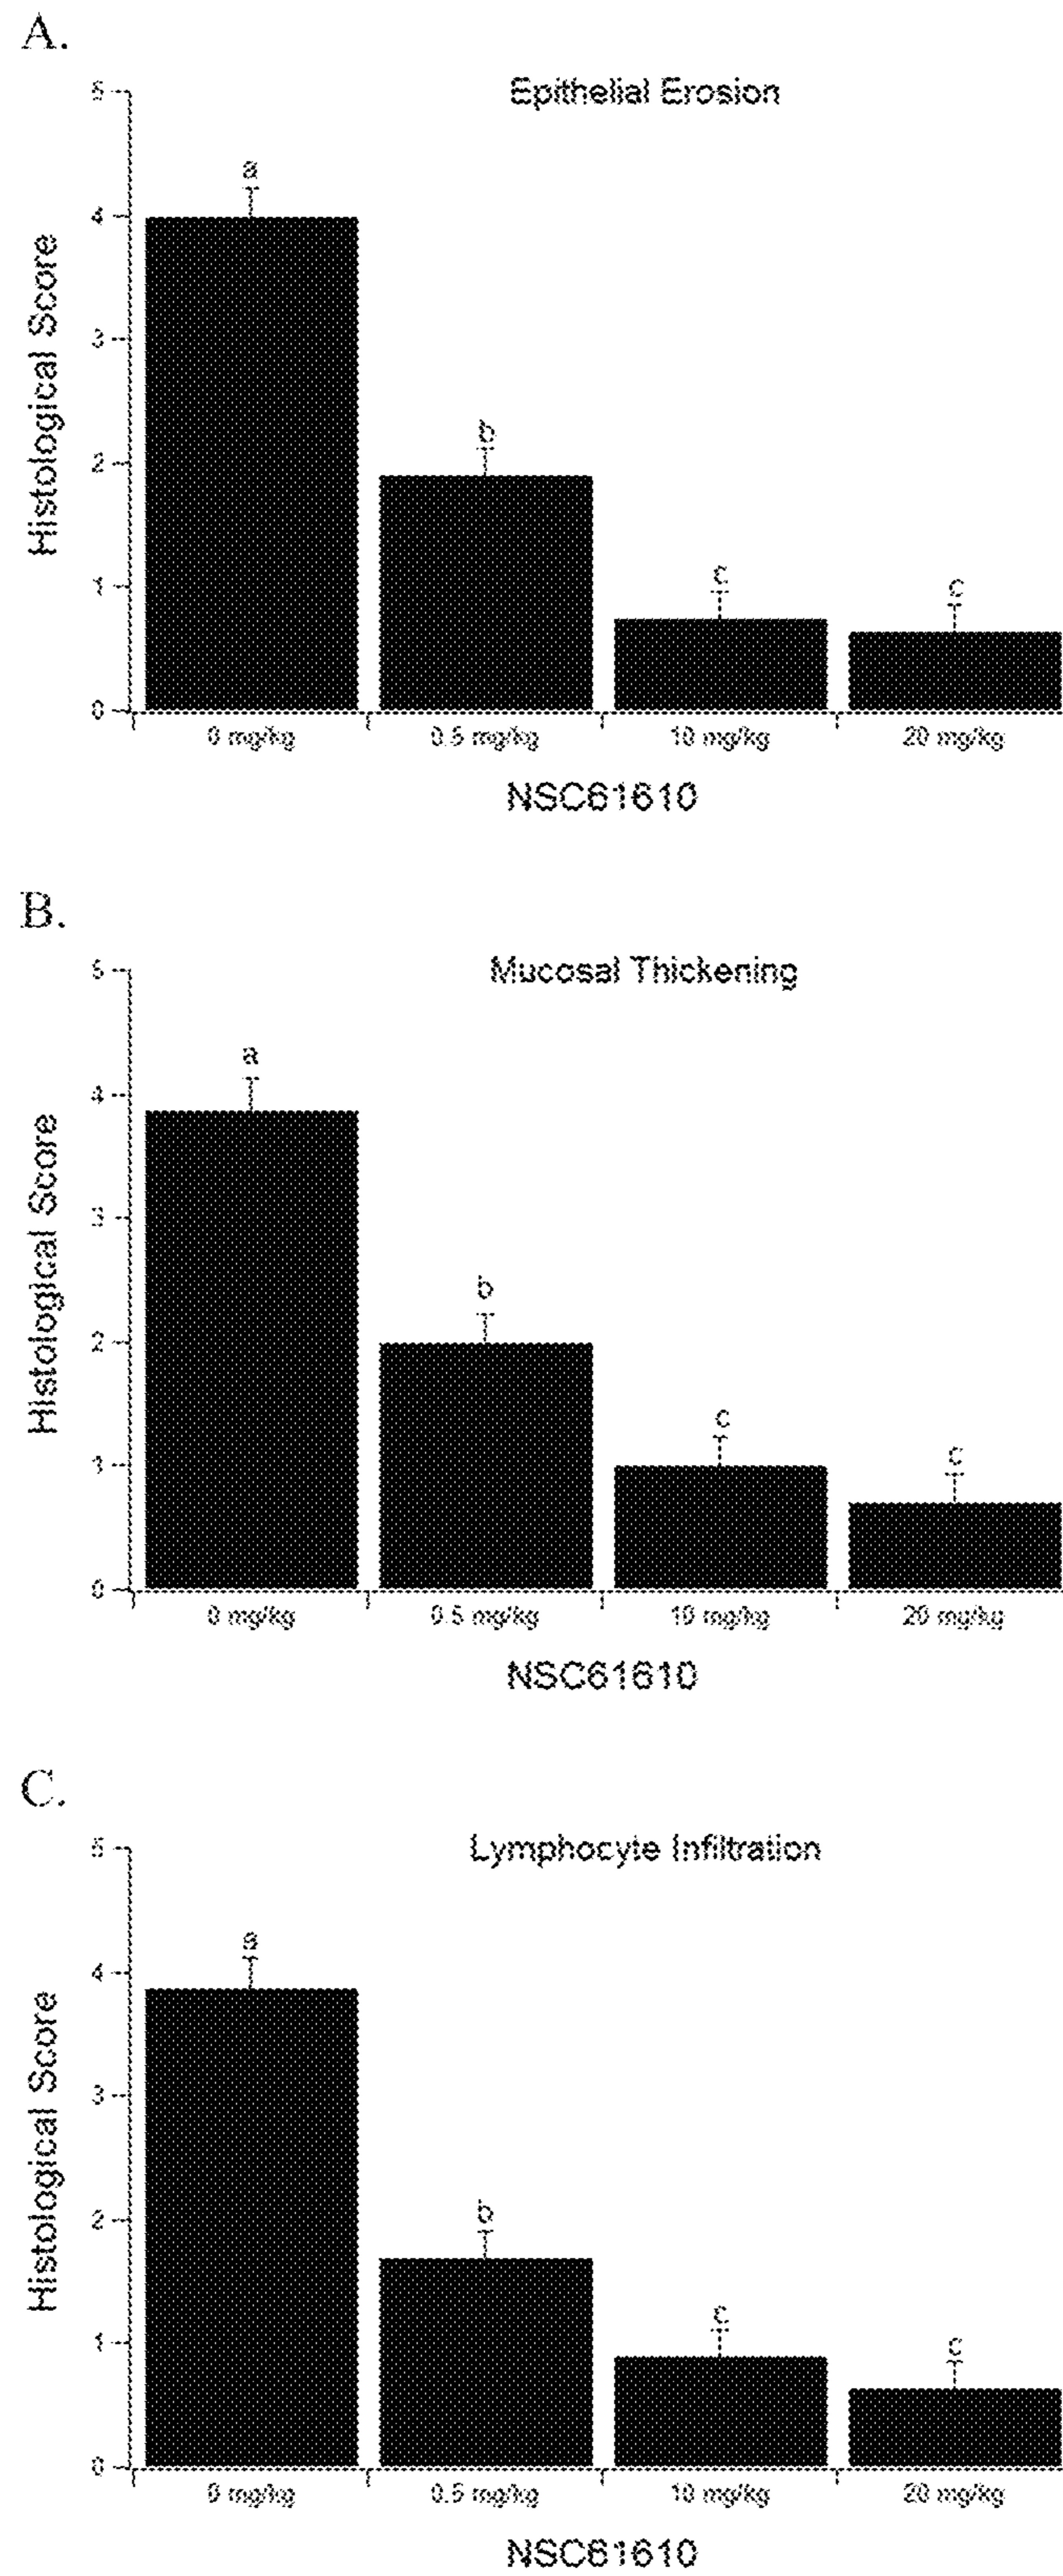 A.
Epithelial Erosion
a
b
c
c
5
4
3
2
1
0
Histological Score
0 mg/kg 0.5 mg/kg 10 mg/kg 20 mg/kg
NSC61610
B.
Mucosal Thickening
a
b
c
c
5
4
3
2
1
0
Histological Score
0 mg/kg 0.5 mg/kg 10 mg/kg 20 mg/kg
NSC61610
C.
Lymphocyte Infiltration
a
b
c
c
5
4
3
2
1
0
Histological Score
0 mg/kg 0.5 mg/kg 10 mg/kg 20 mg/kg
NSC61610